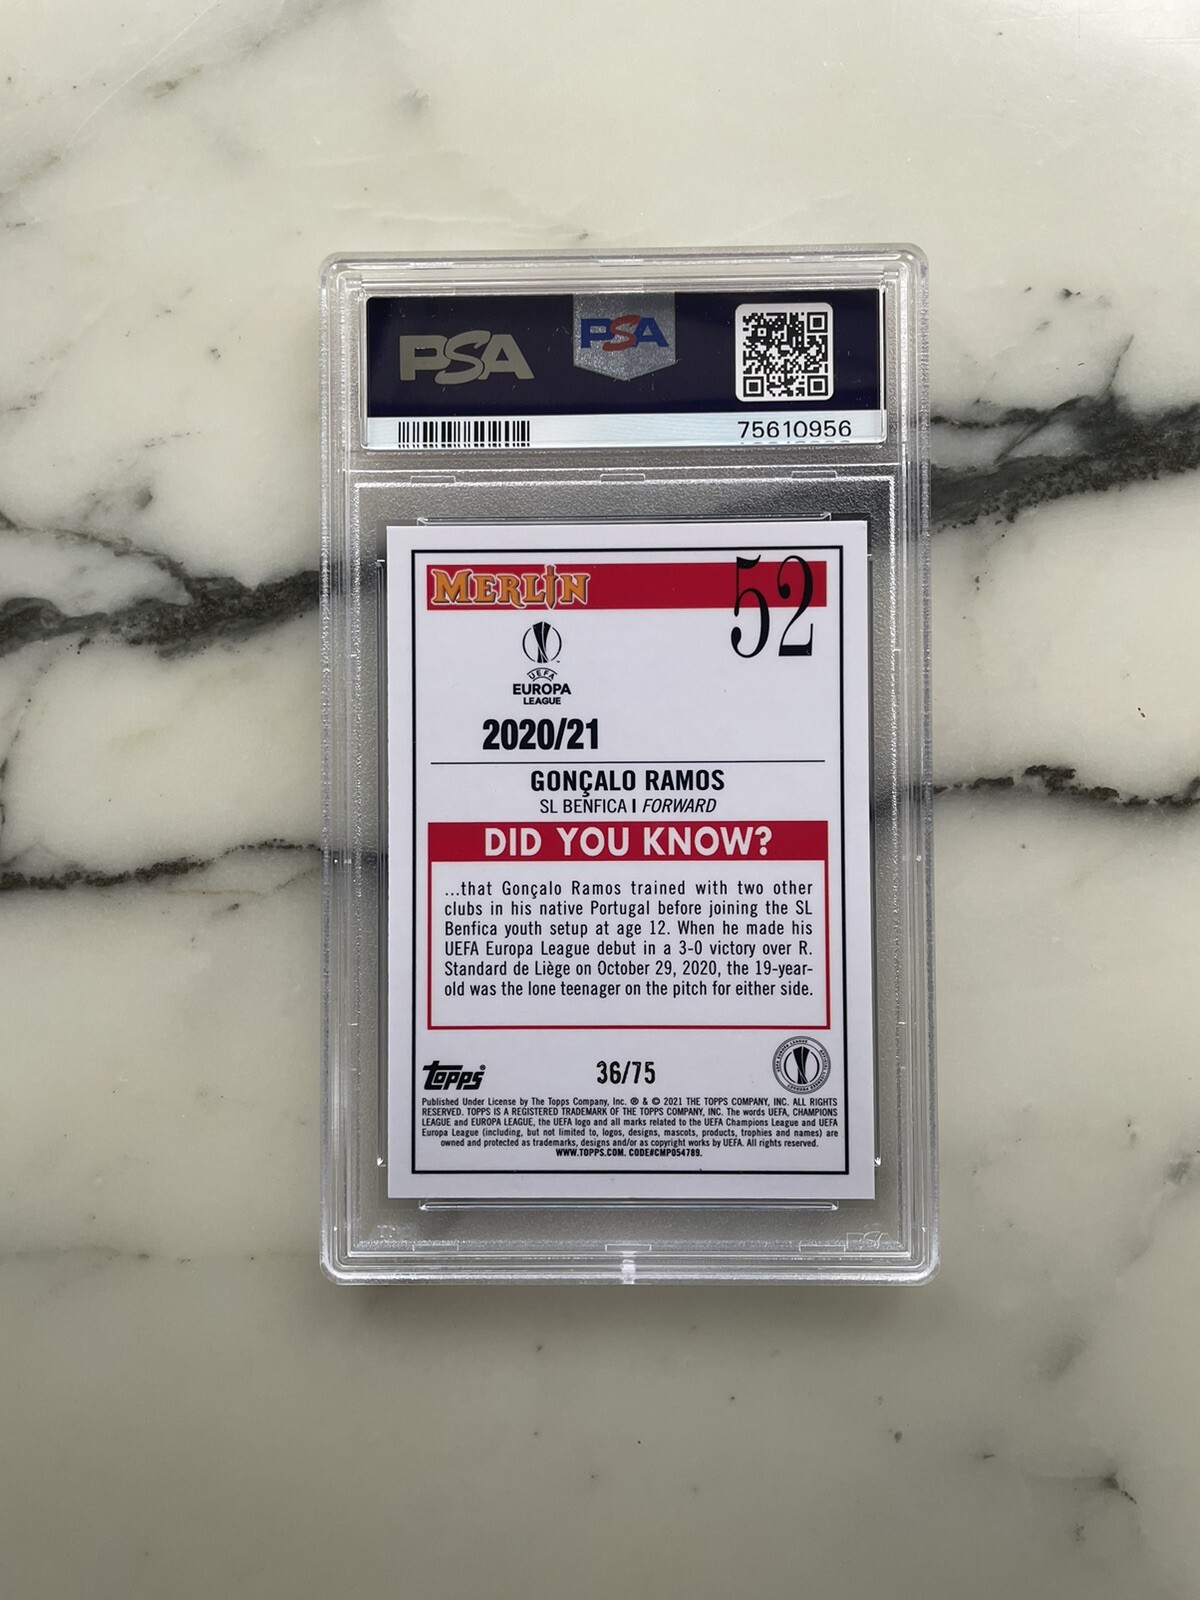 PSA
PSA
75610956
MERLIN
52
UEFA
EUROPA
LEAGUE
2020/21
GONÇALO RAMOS
SL BENFICA | FORWARD
DID YOU KNOW?
...that Gonçalo Ramos trained with two other
clubs in his native Portugal before joining the SL
Benfica youth setup at age 12. When he made his
UEFA Europa League debut in a 3-0 victory over R.
Standard de Liège on October 29, 2020, the 19-year-
old was the lone teenager on the pitch for either side.
topps
36/75
Published Under License by The Topps Company, Inc. ® & © 2021 THE TOPPS COMPANY, INC. ALL RIGHTS
RESERVED. TOPPS IS A REGISTERED TRADEMARK OF THE TOPPS COMPANY, INC. The words UEFA, CHAMPIONS
LEAGUE and EUROPA LEAGUE, the UEFA logo and all marks related to the UEFA Champions League and UEFA
Europa League (including, but not limited to, logos, designs, mascots, products, trophies and names) are
owned and protected as trademarks, designs and/or as copyright works by UEFA. All rights reserved.
WWW.TOPPS.COM. CODE#CMP054789.
PSA